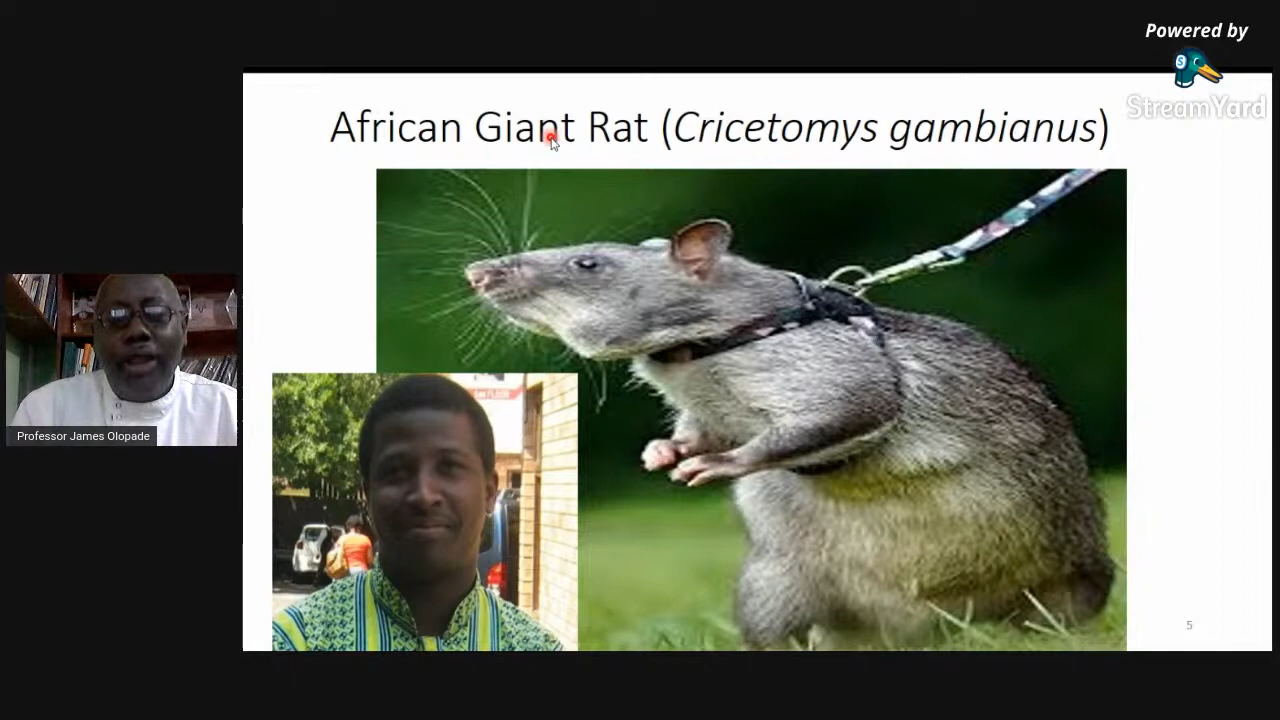 Powered by
StreamYard
African Giant Rat (Cricetomys gambianus)
Professor James Olopade
5